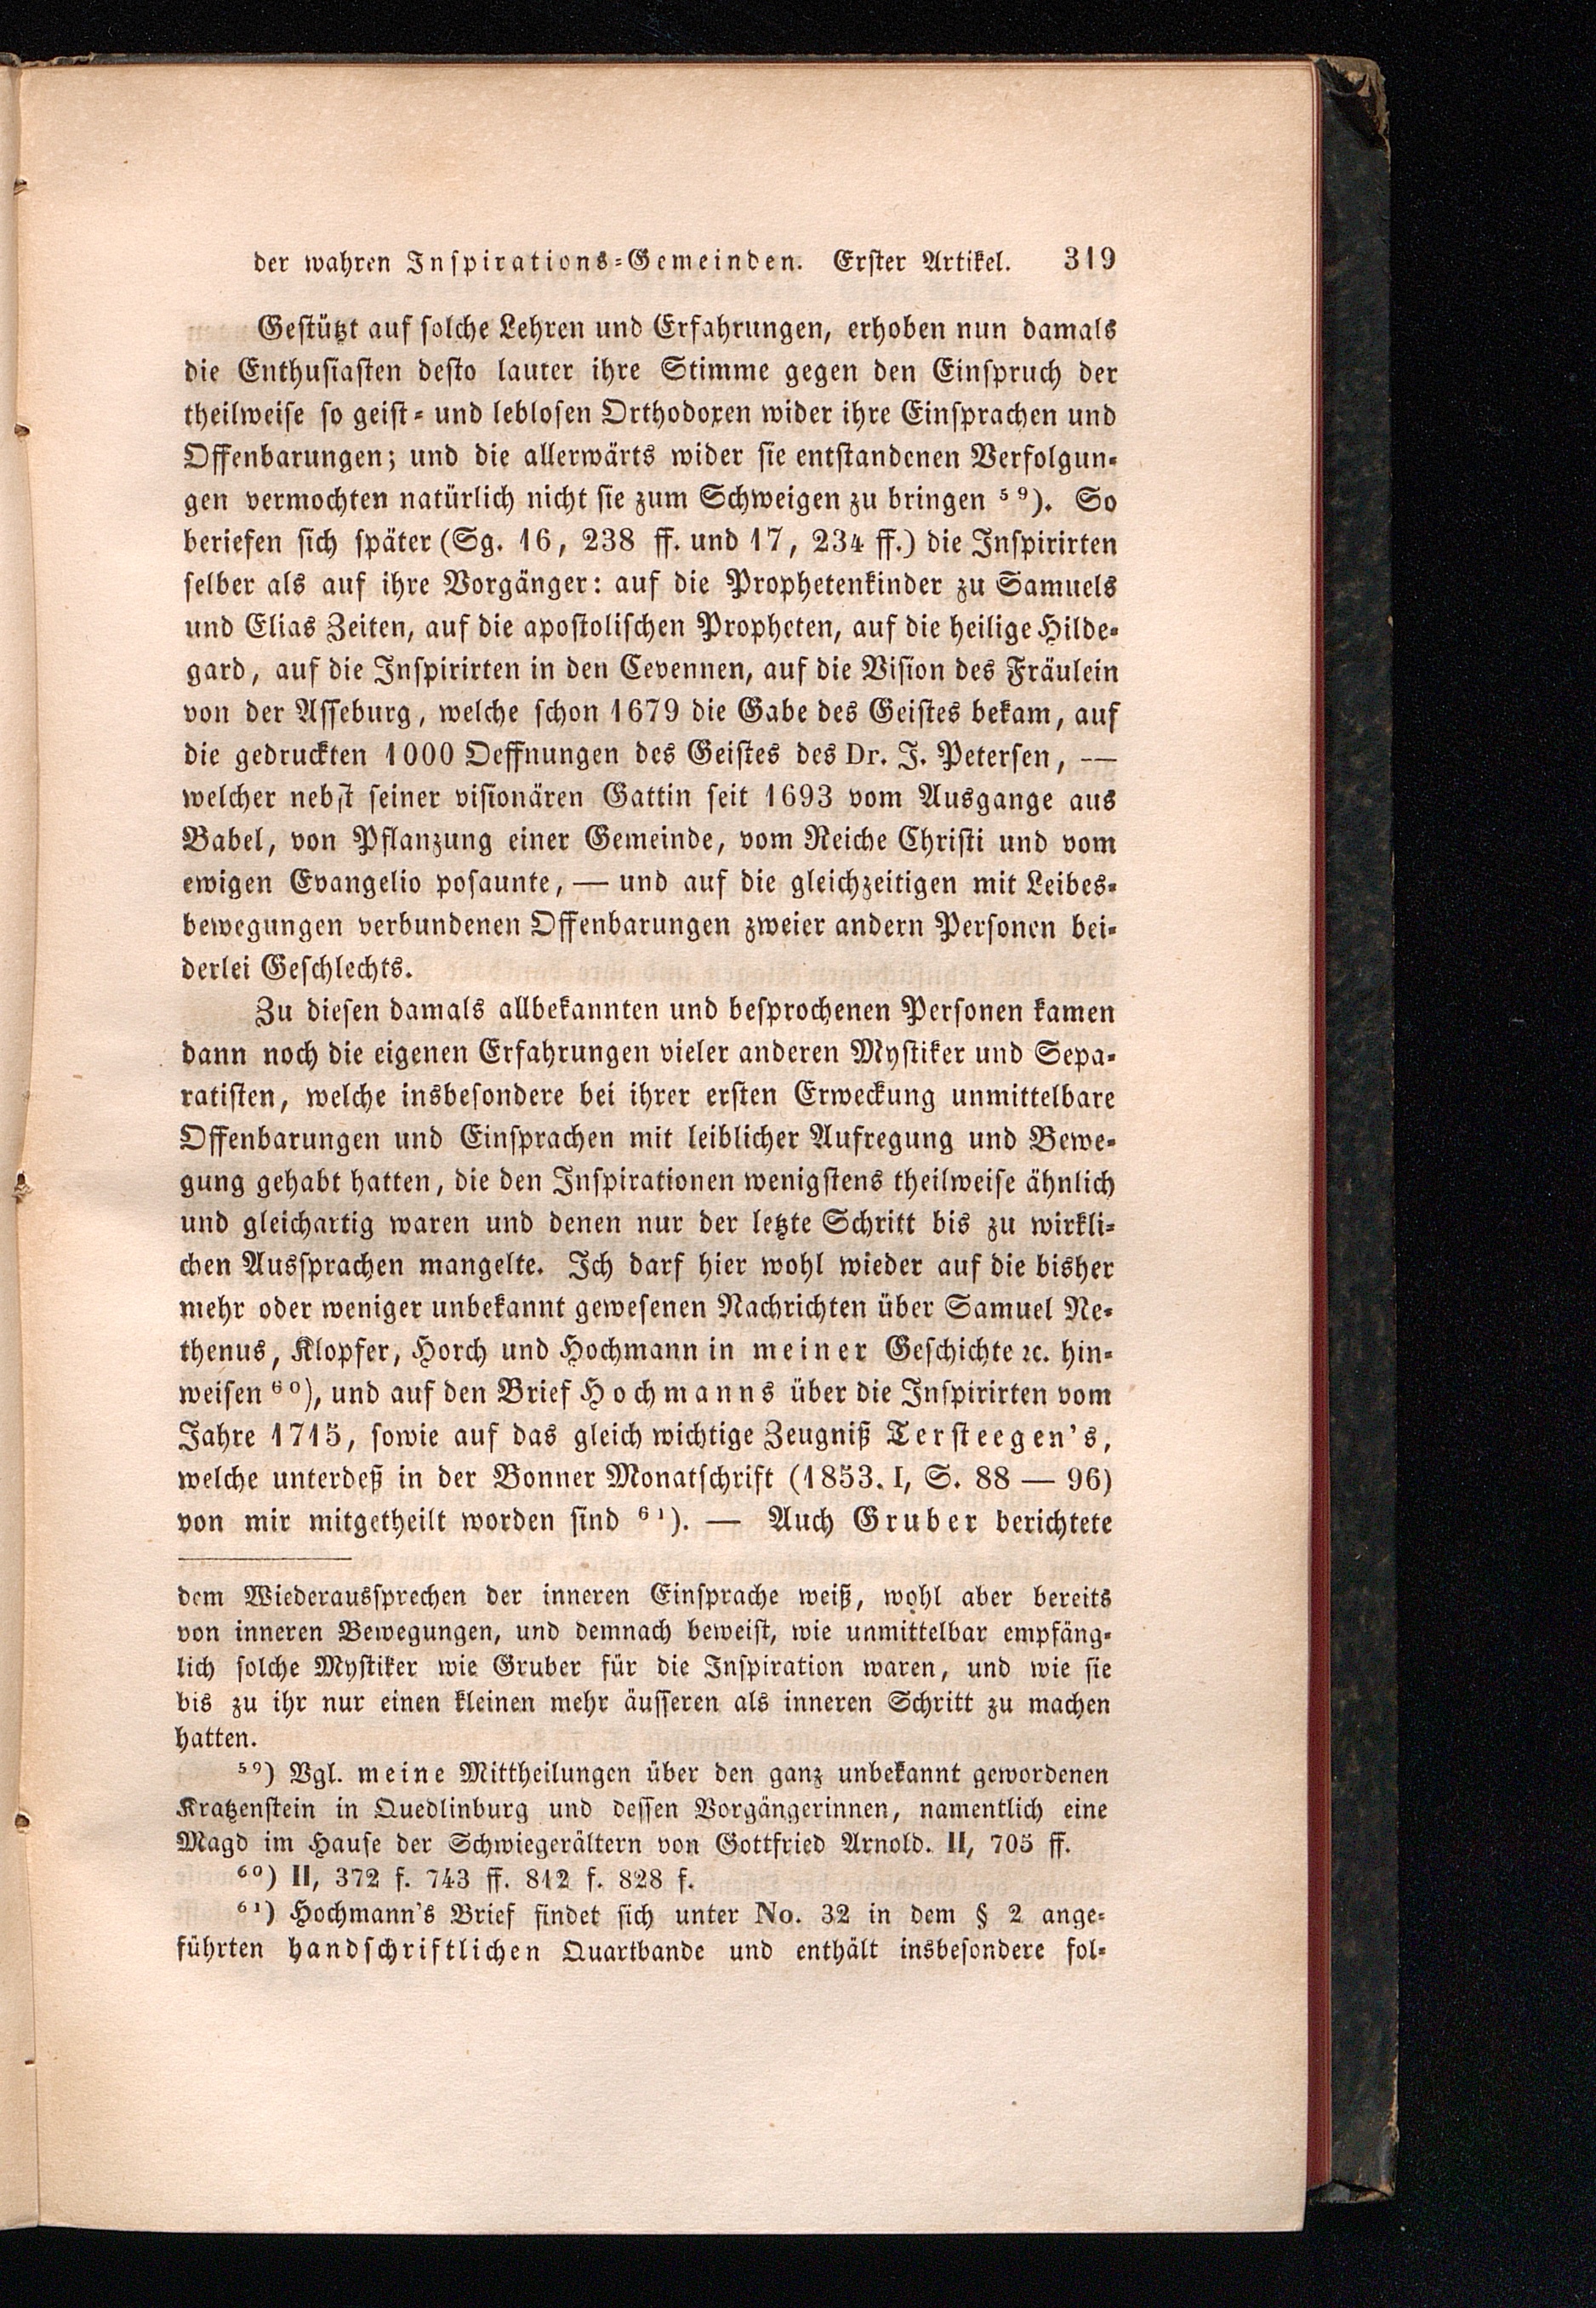 der wahren Inspirations-Gemeinden. Erster Artikel. 319
Gestützt auf solche Lehren und Erfahrungen, erhoben nun damals
die Enthusiasten desto lauter ihre Stimme gegen den Einspruch der
theilweise so geist- und leblosen Orthodoxen wider ihre Einsprachen und
Offenbarungen; und die allerwärts wider sie entstandenen Verfolgun-
gen vermochten natürlich nicht sie zum Schweigen zu bringen ⁵⁹). So
beriefen sich später (Sg. 16, 238 ff. und 17, 234 ff.) die Inspirirten
selber als auf ihre Vorgänger: auf die Prophetenkinder zu Samuels
und Elias Zeiten, auf die apostolischen Propheten, auf die heilige Hilde-
gard, auf die Inspirirten in den Cevennen, auf die Vision des Fräulein
von der Asseburg, welche schon 1679 die Gabe des Geistes bekam, auf
die gedruckten 1000 Oeffnungen des Geistes des Dr. J. Petersen, —
welcher nebst seiner visionären Gattin seit 1693 vom Ausgange aus
Babel, von Pflanzung einer Gemeinde, vom Reiche Christi und vom
ewigen Evangelio posaunte, — und auf die gleichzeitigen mit Leibes-
bewegungen verbundenen Offenbarungen zweier andern Personen bei-
derlei Geschlechts.
Zu diesen damals allbekannten und besprochenen Personen kamen
dann noch die eigenen Erfahrungen vieler anderen Mystiker und Sepa-
ratisten, welche insbesondere bei ihrer ersten Erweckung unmittelbare
Offenbarungen und Einsprachen mit leiblicher Aufregung und Bewe-
gung gehabt hatten, die den Inspirationen wenigstens theilweise ähnlich
und gleichartig waren und denen nur der letzte Schritt bis zu wirkli-
chen Aussprachen mangelte. Ich darf hier wohl wieder auf die bisher
mehr oder weniger unbekannt gewesenen Nachrichten über Samuel Ne-
thenus, Klopfer, Horch und Hochmann in meiner Geschichte ꝛc. hin-
weisen ⁶⁰), und auf den Brief Hochmanns über die Inspirirten vom
Jahre 1715, sowie auf das gleich wichtige Zeugniß Tersteegen's,
welche unterdeß in der Bonner Monatschrift (1853. I, S. 88 — 96)
von mir mitgetheilt worden sind ⁶¹). — Auch Gruber berichtete
dem Wiederaussprechen der inneren Einsprache weiß, wohl aber bereits
von inneren Bewegungen, und demnach beweist, wie unmittelbar empfäng-
lich solche Mystiker wie Gruber für die Inspiration waren, und wie sie
bis zu ihr nur einen kleinen mehr äusseren als inneren Schritt zu machen
hatten.
⁵⁹) Vgl. meine Mittheilungen über den ganz unbekannt gewordenen
Kratzenstein in Quedlinburg und dessen Vorgängerinnen, namentlich eine
Magd im Hause der Schwiegerältern von Gottfried Arnold. II, 705 ff.
⁶⁰) II, 372 f. 743 ff. 812 f. 828 f.
⁶¹) Hochmann's Brief findet sich unter No. 32 in dem § 2 ange-
führten handschriftlichen Quartbande und enthält insbesondere fol-